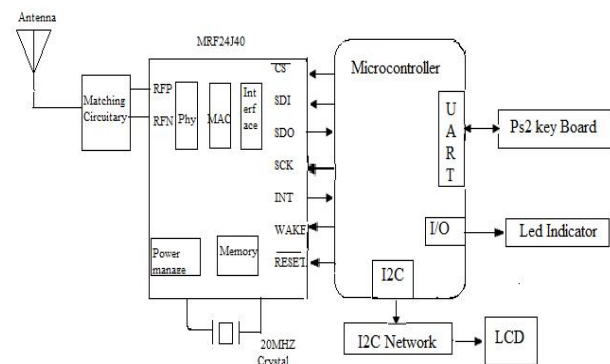 Antenna
MRF24J40
Matching
Circuitary
RFP
RFN
Phy
MAC
Int
erf
ace
CS
SDI
SDO
SCK
INT
WAKE
RESET
Power
manage
Memory
20MHZ
Crystal
Microcontroller
U
A
R
T
I/O
I2C
Ps2 key Board
Led Indicator
I2C Network
LCD